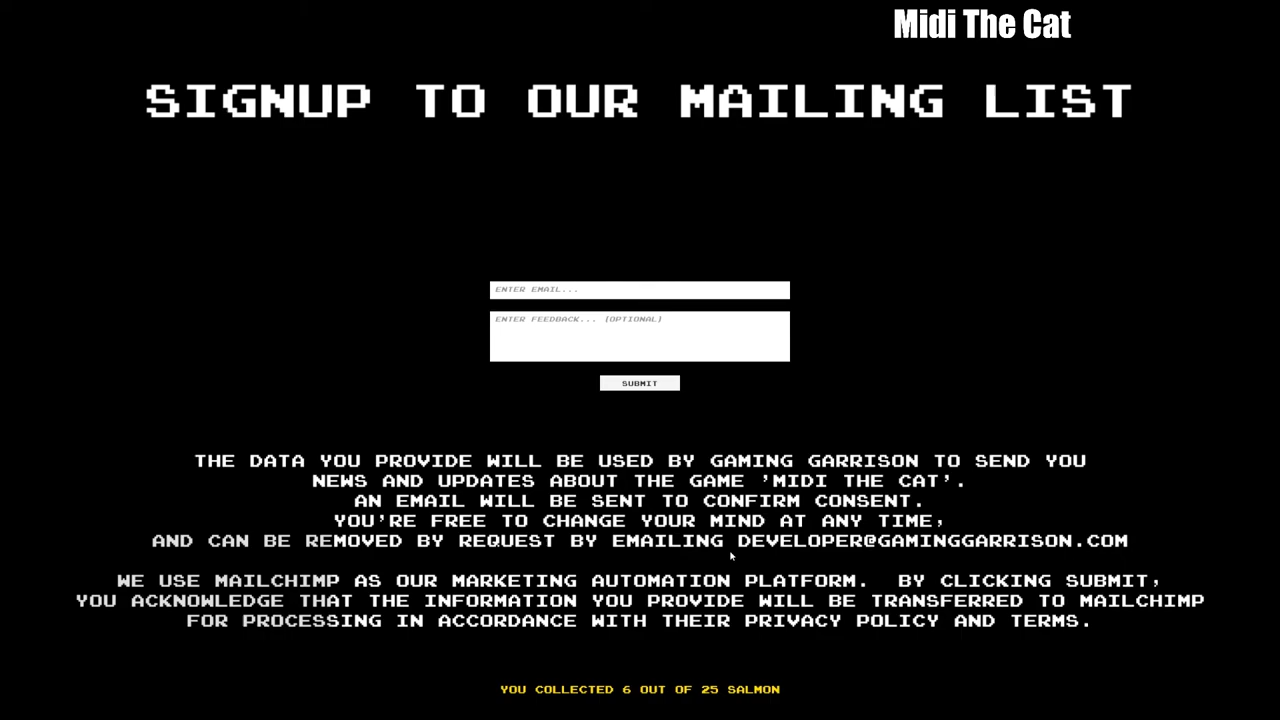 Midi The Cat
SIGNUP TO OUR MAILING LIST
ENTER EMAIL...
ENTER FEEDBACK... (OPTIONAL)
SUBMIT
THE DATA YOU PROVIDE WILL BE USED BY GAMING GARRISON TO SEND YOU
NEWS AND UPDATES ABOUT THE GAME 'MIDI THE CAT'.
AN EMAIL WILL BE SENT TO CONFIRM CONSENT.
YOU'RE FREE TO CHANGE YOUR MIND AT ANY TIME,
AND CAN BE REMOVED BY REQUEST BY EMAILING DEVELOPER@GAMINGGARRISON.COM
WE USE MAILCHIMP AS OUR MARKETING AUTOMATION PLATFORM. BY CLICKING SUBMIT,
YOU ACKNOWLEDGE THAT THE INFORMATION YOU PROVIDE WILL BE TRANSFERRED TO MAILCHIMP
FOR PROCESSING IN ACCORDANCE WITH THEIR PRIVACY POLICY AND TERMS.
YOU COLLECTED 6 OUT OF 25 SALMON